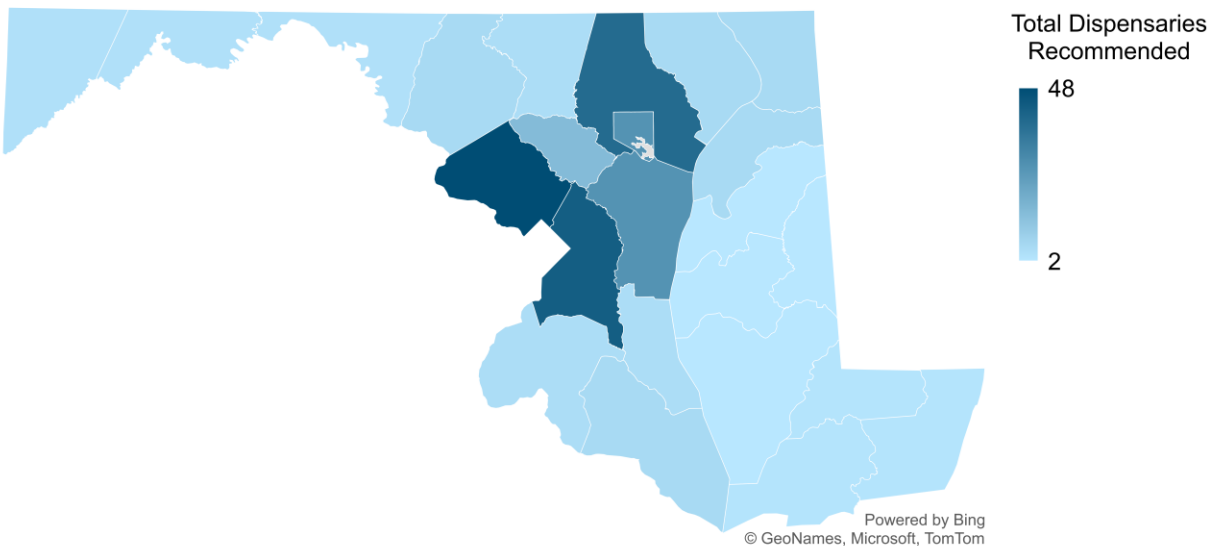 Total Dispensaries
Recommended
48
2
Powered by Bing
© GeoNames, Microsoft, TomTom